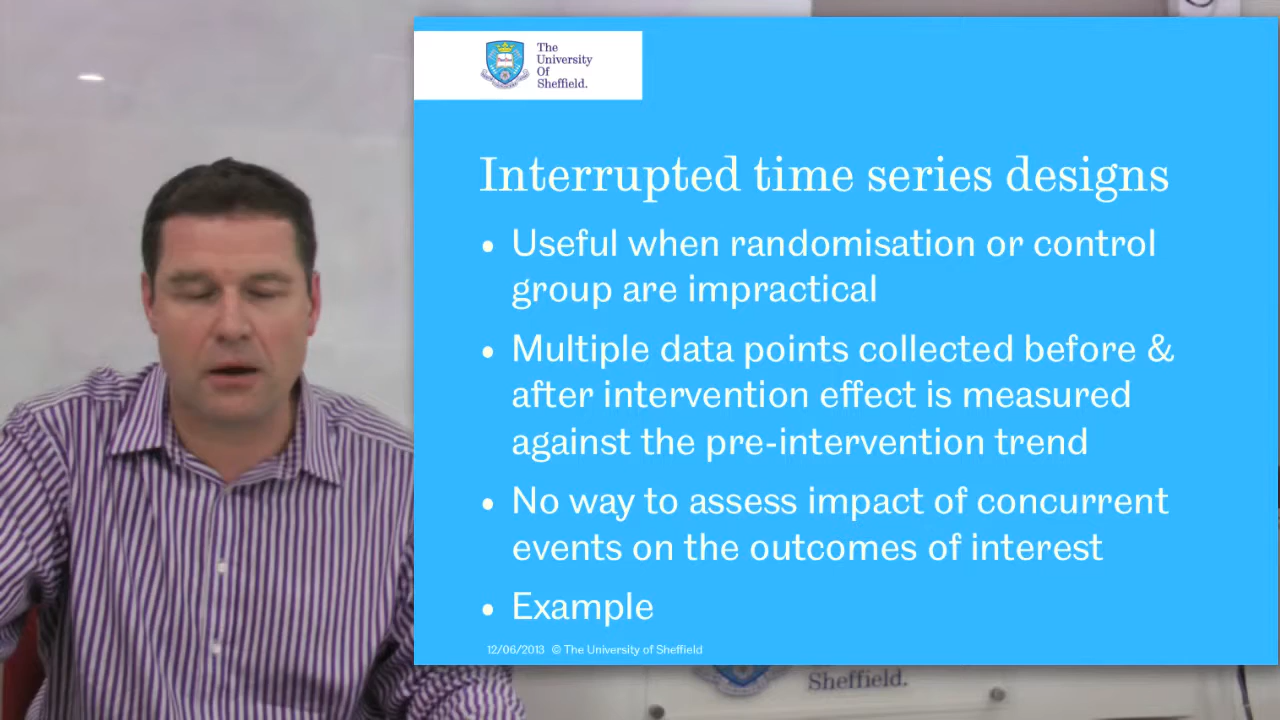 The
University
Of
Sheffield.
Interrupted time series designs
• Useful when randomisation or control
group are impractical
• Multiple data points collected before &
after intervention effect is measured
against the pre-intervention trend
• No way to assess impact of concurrent
events on the outcomes of interest
• Example
12/06/2013 © The University of Sheffield
Sheffield.